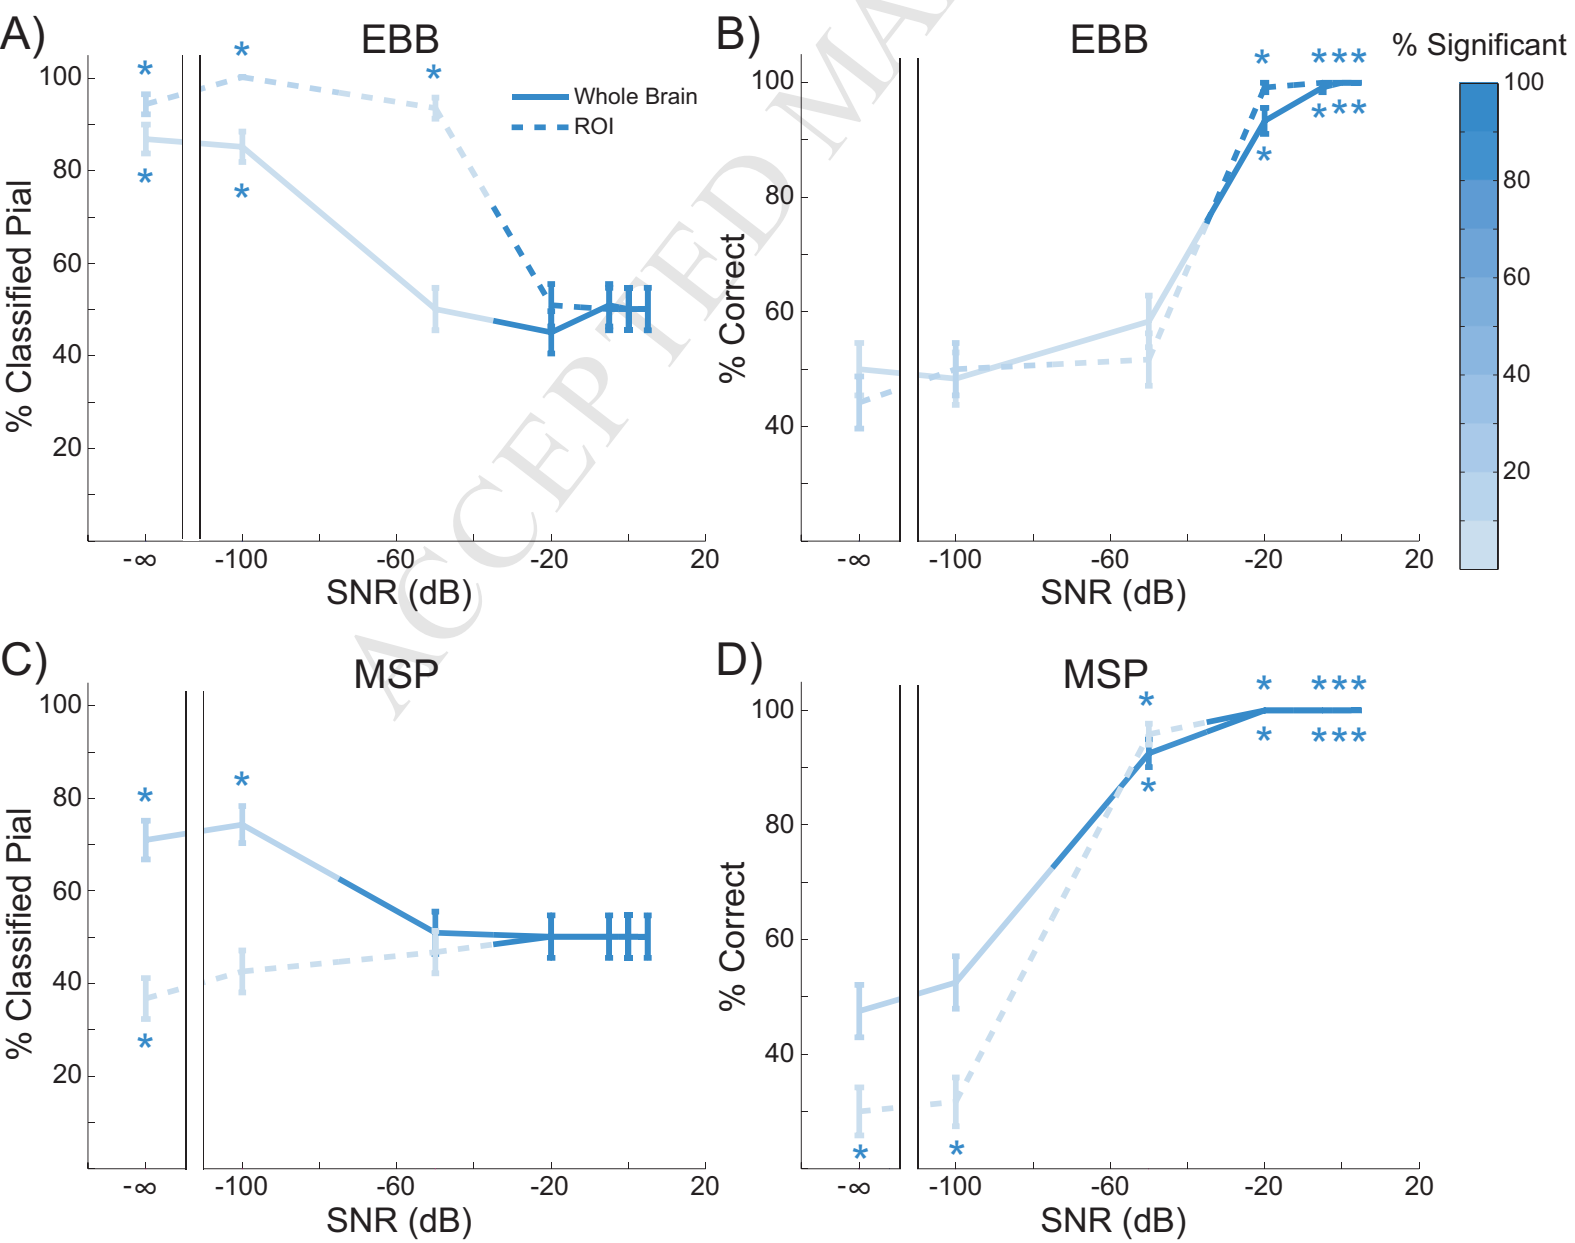 A)
EBB
% Classified Pial
100
80
60
40
20
* * *
* *
Whole Brain
ROI
-∞ -100 -60 -20 20
SNR (dB)
B)
EBB
% Correct
100
80
60
40
* * * *
* * * *
-∞ -100 -60 -20 20
SNR (dB)
% Significant
100
80
60
40
20
C)
MSP
% Classified Pial
100
80
60
40
20
* *
*
-∞ -100 -60 -20 20
SNR (dB)
D)
MSP
% Correct
100
80
60
40
* * * * *
* * * * *
* *
-∞ -100 -60 -20 20
SNR (dB)
ACCEPTED MA